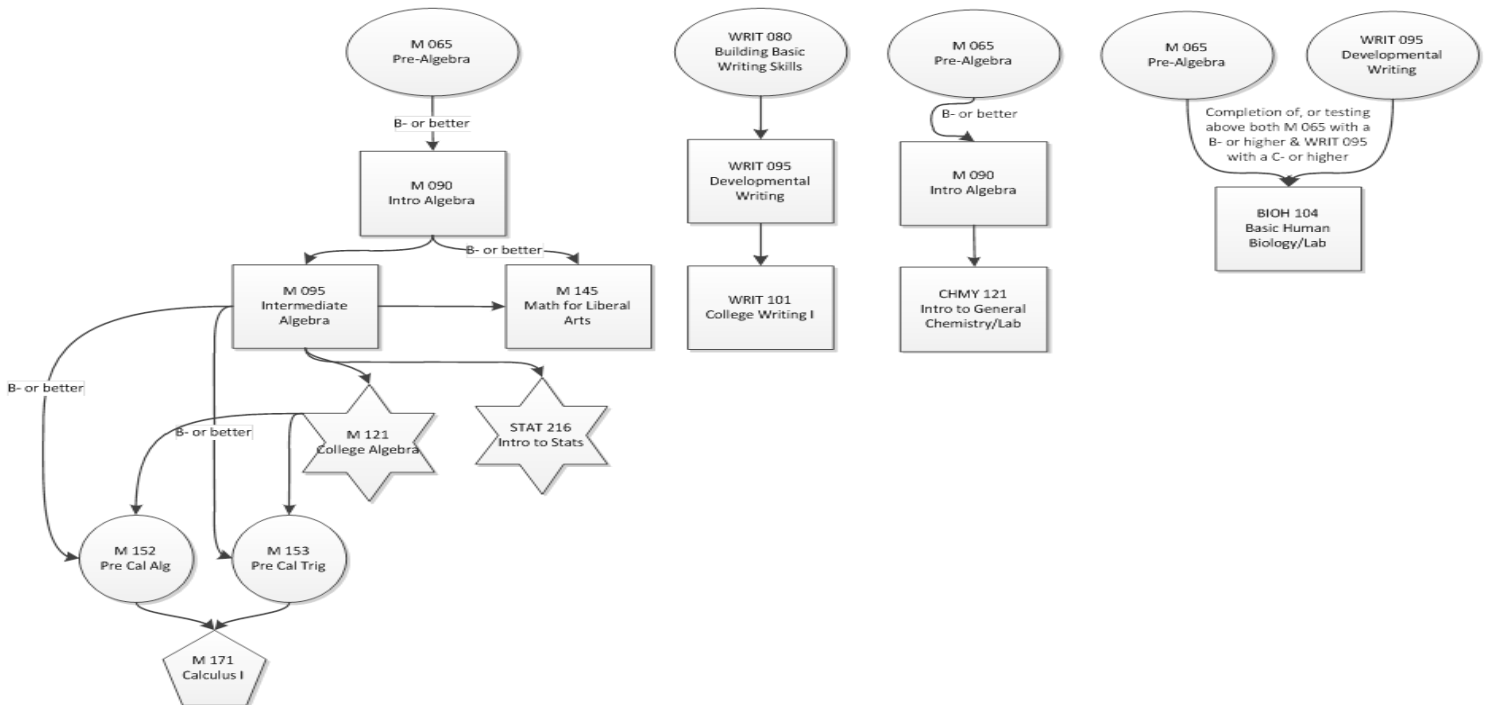 M 065
Pre-Algebra
B- or better
M 090
Intro Algebra
B- or better
M 095
Intermediate
Algebra
M 145
Math for Liberal
Arts
B- or better
B- or better
M 121
College Algebra
STAT 216
Intro to Stats
M 152
Pre Cal Alg
M 153
Pre Cal Trig
M 171
Calculus I
WRIT 080
Building Basic
Writing Skills
WRIT 095
Developmental
Writing
WRIT 101
College Writing I
M 065
Pre-Algebra
B- or better
M 090
Intro Algebra
CHMY 121
Intro to General
Chemistry/Lab
M 065
Pre-Algebra
WRIT 095
Developmental
Writing
Completion of, or testing
above both M 065 with a
B- or higher & WRIT 095
with a C- or higher
BIOH 104
Basic Human
Biology/Lab